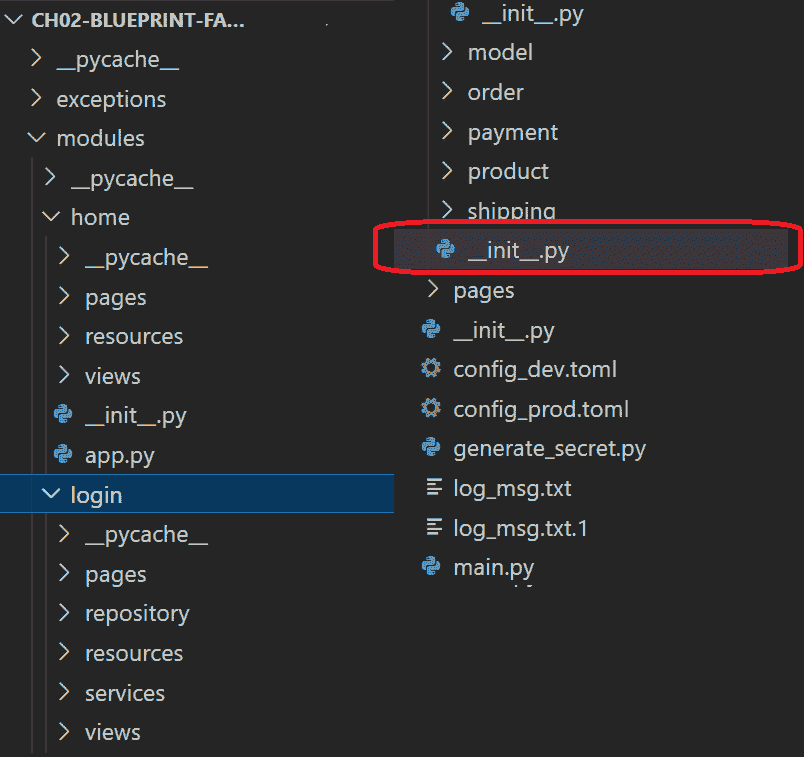 CH02-BLUEPRINT-FA...
__pycache__
exceptions
modules
__pycache__
home
__pycache__
pages
resources
views
__init__.py
app.py
login
__pycache__
pages
repository
resources
services
views
__init__.py
model
order
payment
product
shipping
__init__.py
pages
__init__.py
config_dev.toml
config_prod.toml
generate_secret.py
log_msg.txt
log_msg.txt.1
main.py